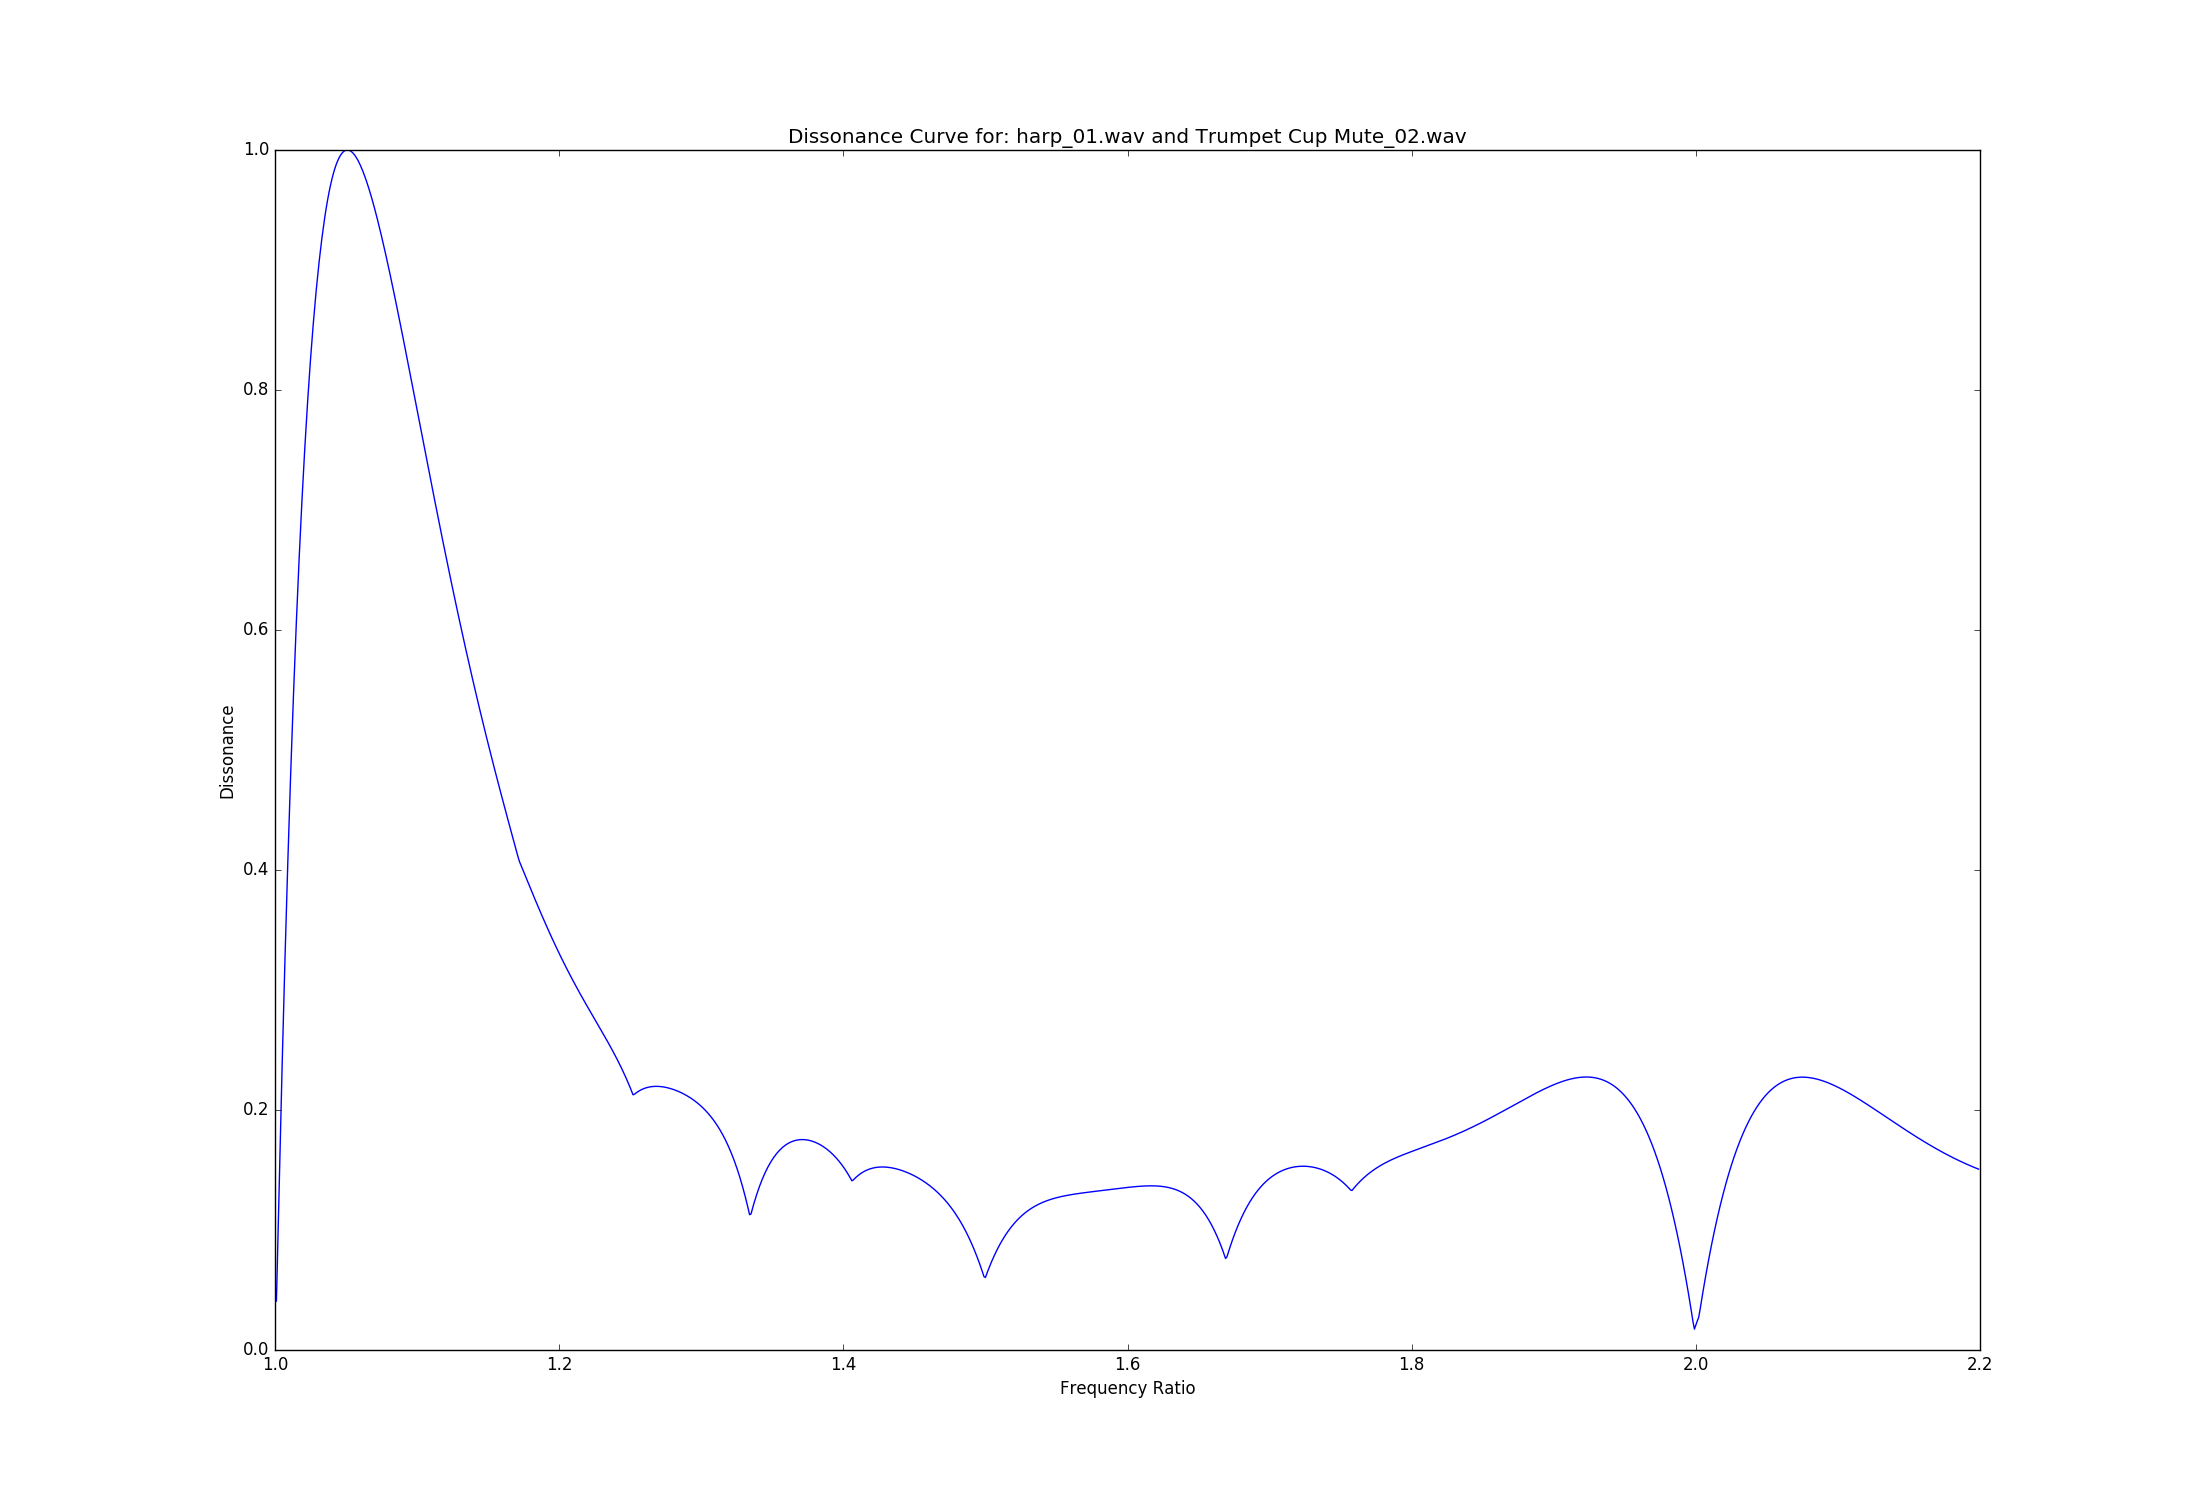 Dissonance Curve for: harp_01.wav and Trumpet Cup Mute_02.wav
1.0
0.8
0.6
Dissonance
0.4
0.2
0.0
1.0 1.2 1.4 1.6 1.8 2.0 2.2
Frequency Ratio